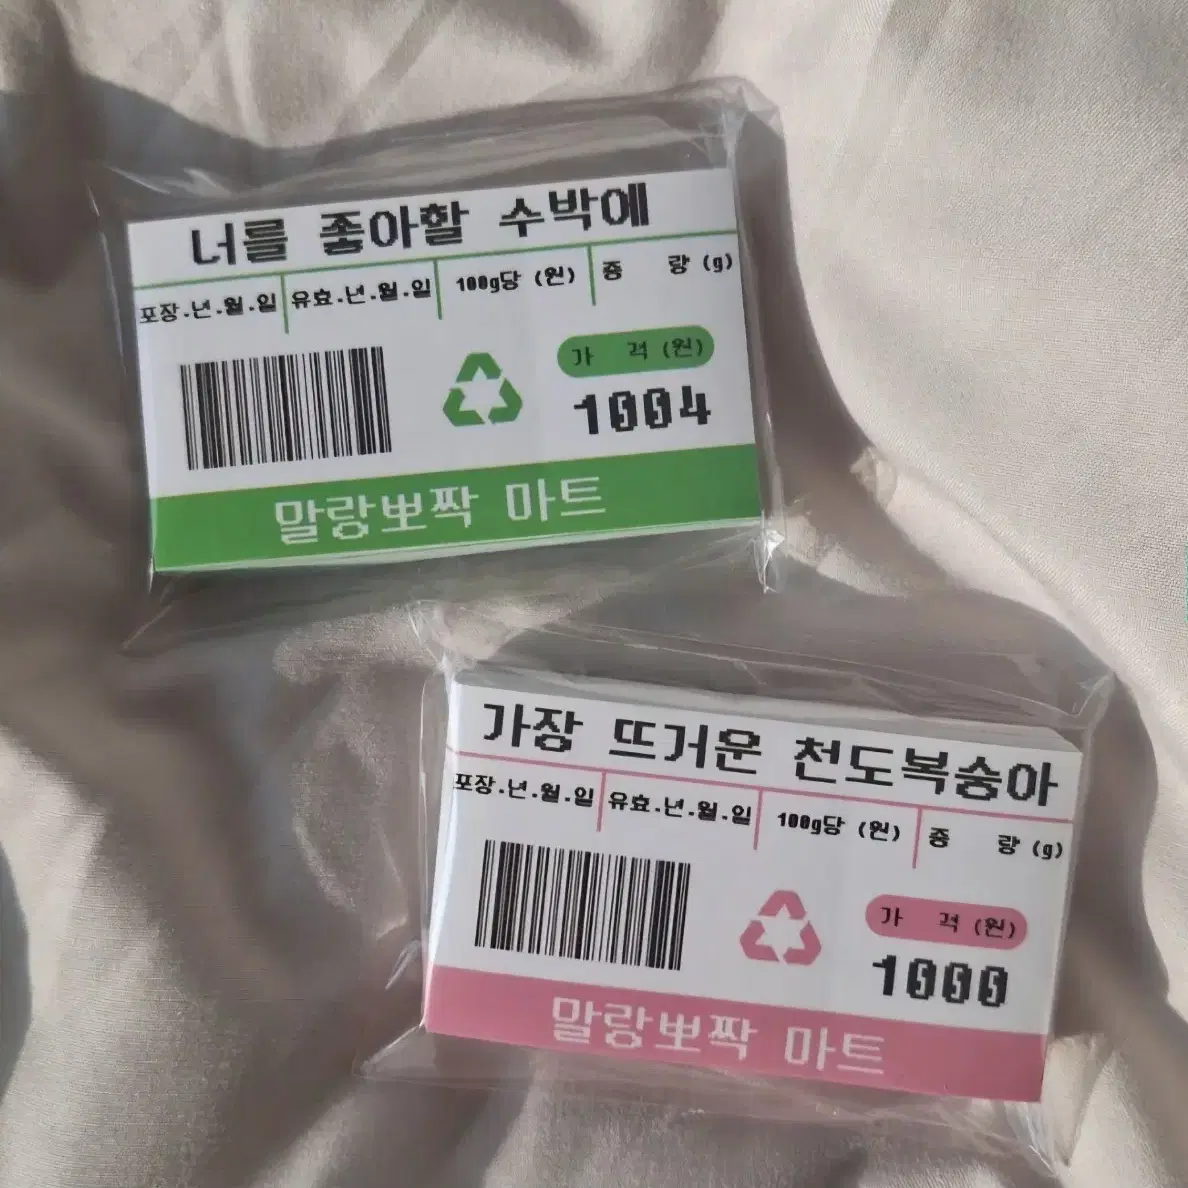 너를 좋아할 수박에
포장.년.월.일 유효.년.월.일 100g당 (원) 중 량 (g)
가 격 (원)
1004
말랑뽀짝 마트
가장 뜨거운 천도복숭아
포장.년.월.일 유효.년.월.일 100g당 (원) 중 량 (g)
가 격 (원)
1000
말랑뽀짝 마트